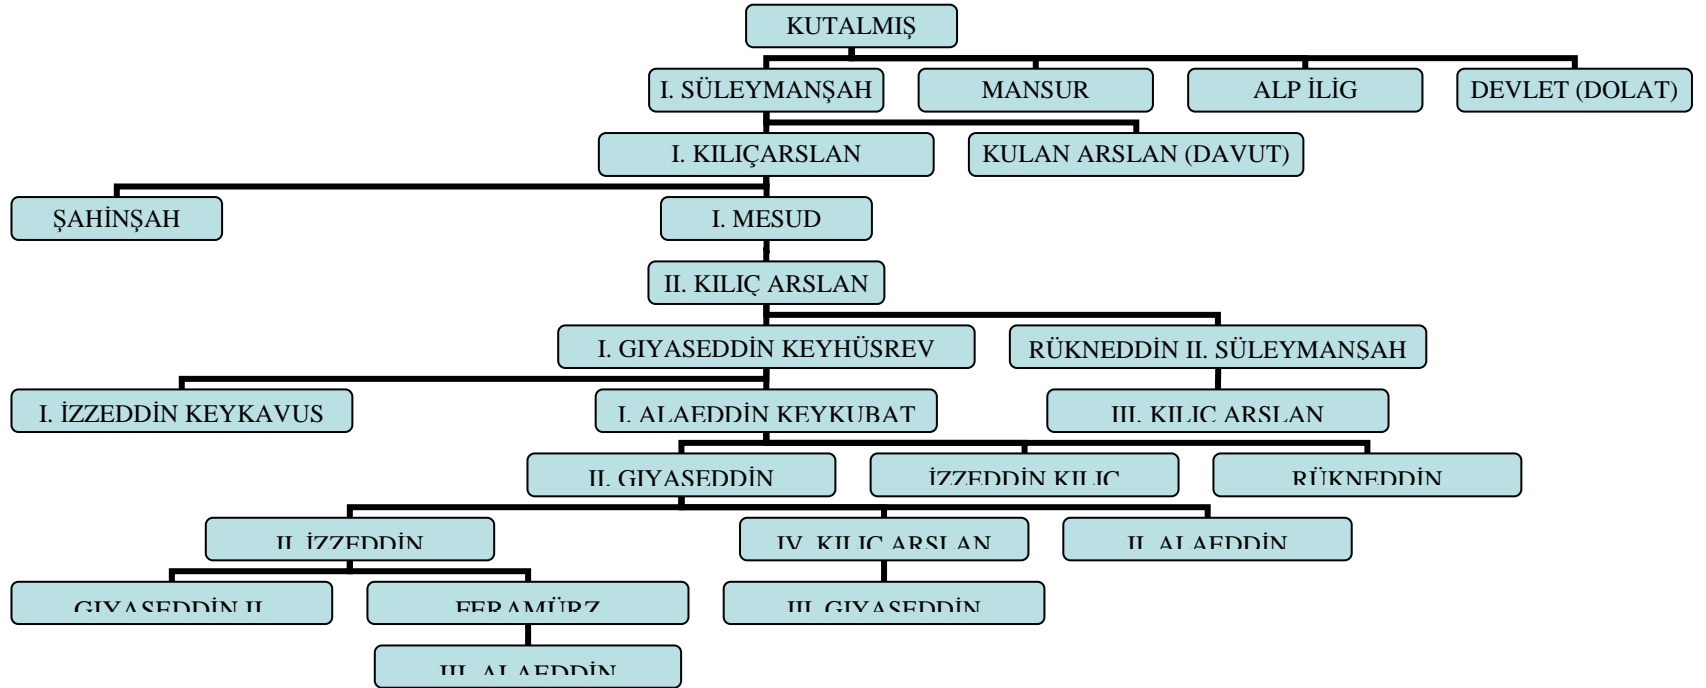 KUTALMIŞ
I. SÜLEYMANŞAH
MANSUR
ALP İLİG
DEVLET (DOLAT)
I. KILIÇARSLAN
KULAN ARSLAN (DAVUT)
ŞAHİNŞAH
I. MESUD
II. KILIÇ ARSLAN
I. GIYASEDDİN KEYHÜSREV
RÜKNEDDİN II. SÜLEYMANŞAH
I. İZZEDDİN KEYKAVUS
I. ALAEDDİN KEYKUBAT
III. KILIÇ ARSLAN
II. GIYASEDDİN
İZZEDDİN KILIÇ
RÜKNEDDİN
II. İZZEDDİN
IV. KILIÇ ARSLAN
II. ALAEDDİN
GIYASEDDİN II.
FERAMÜRZ
III. GIYASEDDİN
III. ALAEDDİN